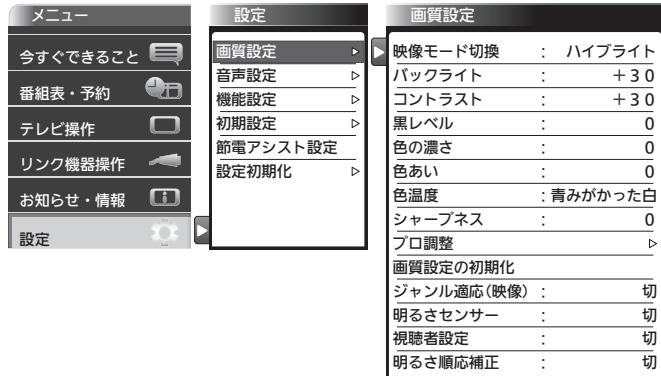 メニュー
今すぐできること
番組表・予約
テレビ操作
リンク機器操作
お知らせ・情報
設定
設定
画質設定
音声設定
機能設定
初期設定
節電アシスト設定
設定初期化
画質設定
映像モード切換 : ハイブライト
バックライト : +30
コントラスト : +30
黒レベル : 0
色の濃さ : 0
色あい : 0
色温度 : 青みがかった白
シャープネス : 0
プロ調整
画質設定の初期化
ジャンル適応(映像) : 切
明るさセンサー : 切
視聴者設定 : 切
明るさ順応補正 : 切